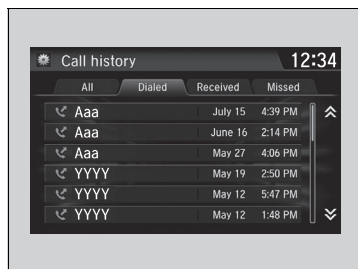 Call history 12:34
All Dialed Received Missed
Aaa July 15 4:39 PM
Aaa June 16 2:14 PM
Aaa May 27 4:06 PM
YYYY May 19 2:50 PM
YYYY May 12 5:47 PM
YYYY May 12 1:48 PM